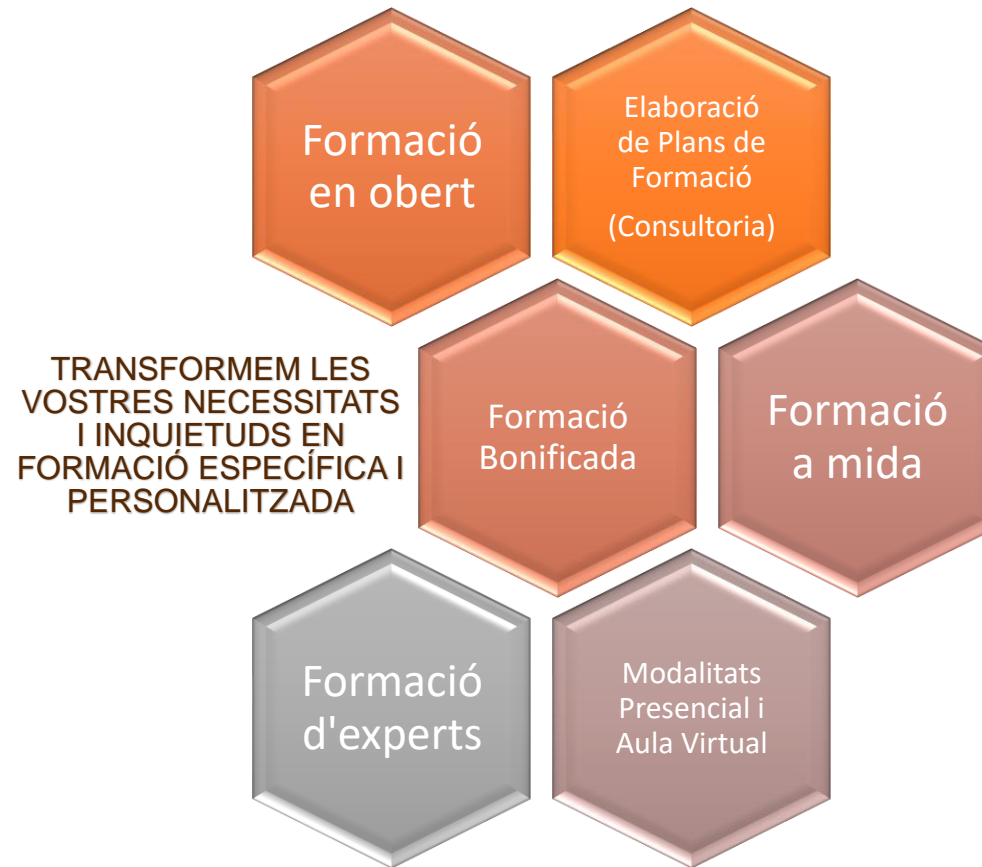 Formació
en obert
Elaboració
de Plans de
Formació
(Consultoria)
TRANSFORMEM LES
VOSTRES NECESSITATS
I INQUIETUDS EN
FORMACIÓ ESPECÍFICA I
PERSONALITZADA
Formació
Bonificada
Formació
a mida
Formació
d'experts
Modalitats
Presencial i
Aula Virtual